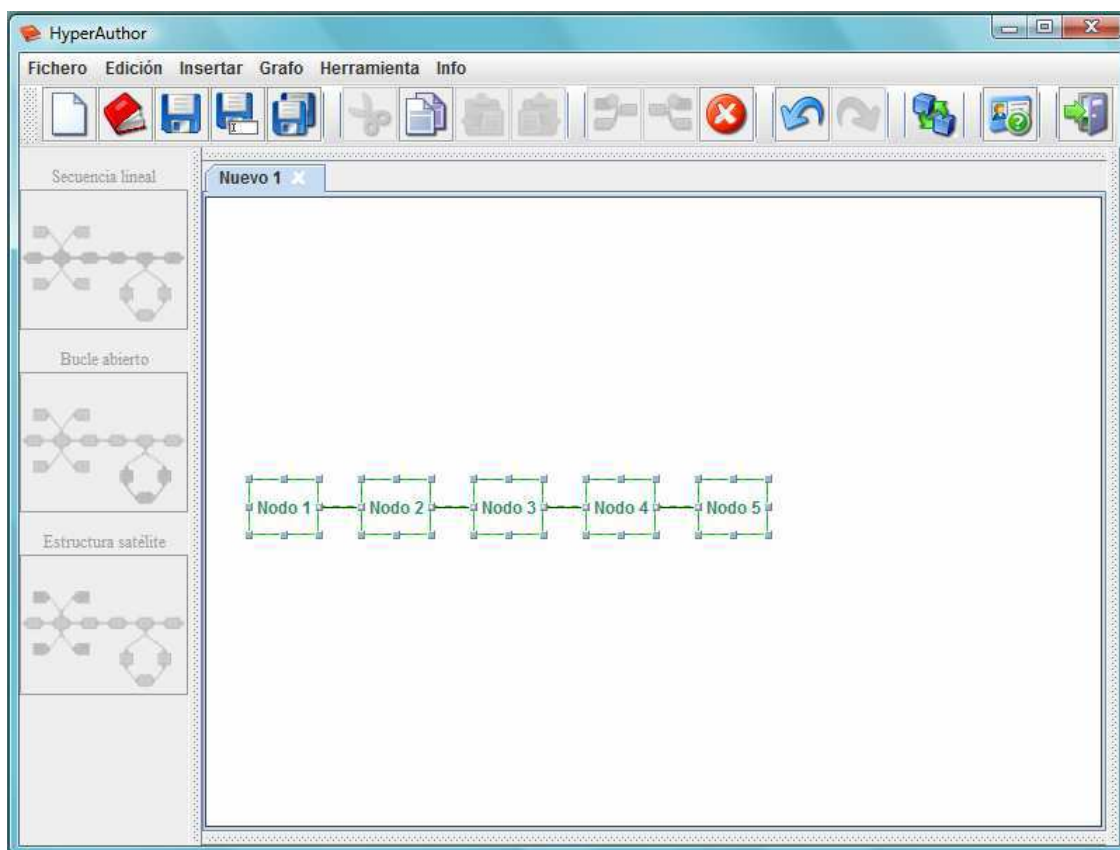 HyperAuthor
Fichero Edición Insertar Grafo Herramienta Info
Secuencia lineal
Nuevo 1
Bucle abierto
Nodo 1 Nodo 2 Nodo 3 Nodo 4 Nodo 5
Estructura satélite